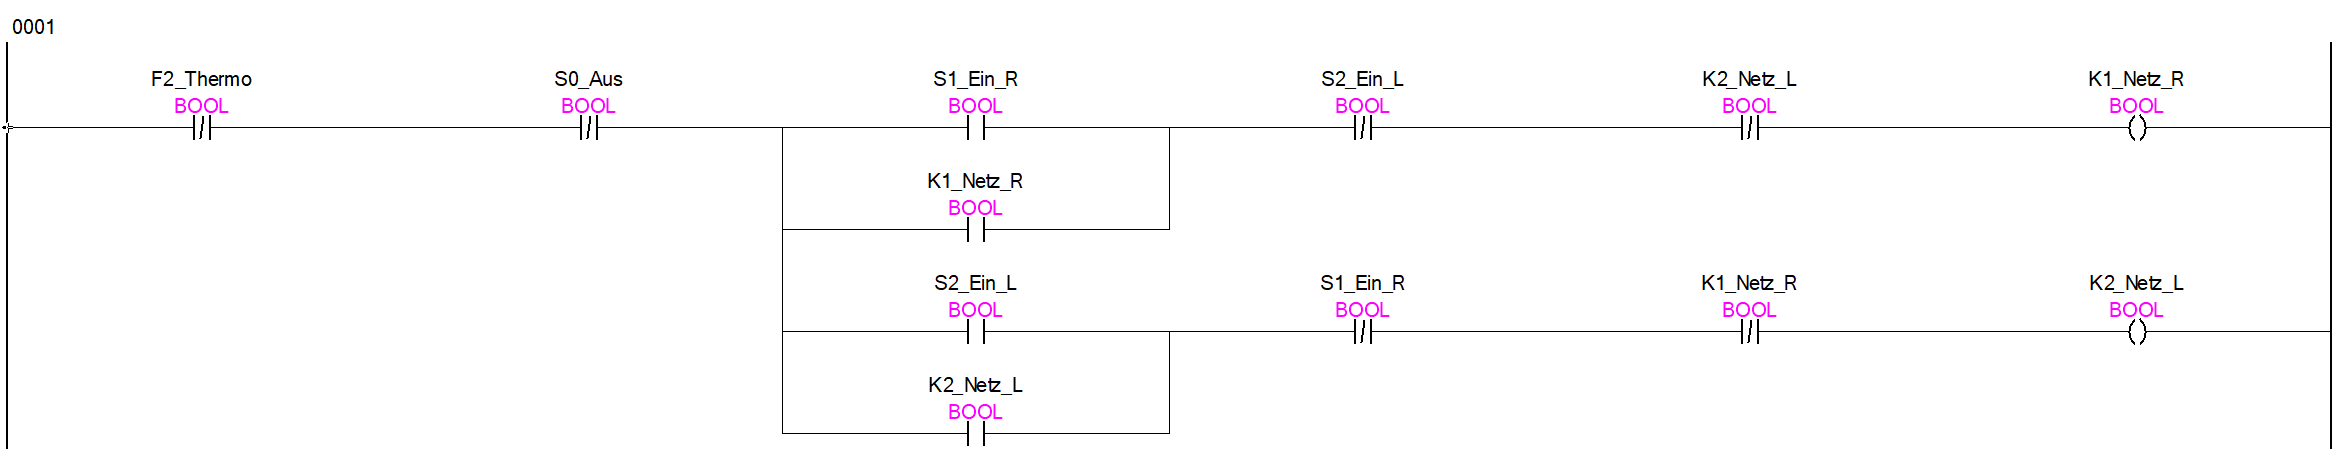 0001
F2_Thermo S0_Aus S1_Ein_R S2_Ein_L K2_Netz_L K1_Netz_R
BOOL BOOL BOOL BOOL BOOL BOOL
K1_Netz_R
BOOL
S2_Ein_L S1_Ein_R K1_Netz_R K2_Netz_L
BOOL BOOL BOOL BOOL
K2_Netz_L
BOOL